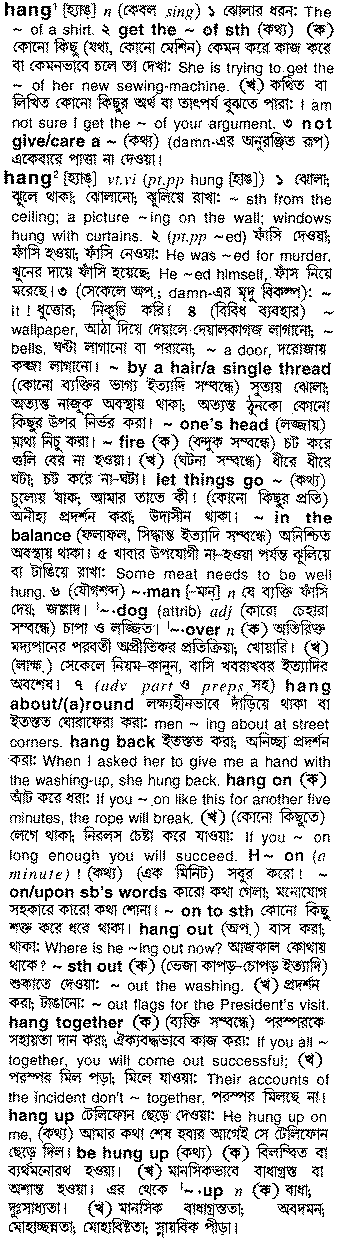 hang¹ [হ্যাঙ্] n (কেবল sing) ১ ঝোলার ধরন: The
~ of a shirt. ২ get the ~ of sth (কথ্য) (ক)
কোনো কিছু (যথা, কোনো মেশিন) কেমন করে কাজ করে
বা কেমনভাবে চলে তা দেখা: She is trying to get the
~ of her new sewing-machine. (খ) কথিত বা
লিখিত কোনো কিছুর অর্থ বা তাৎপর্য বুঝতে পারা: I am
not sure I get the ~ of your argument. ৩ not
give/care a ~ (কথ্য) (damn-এর অনুরঞ্জিত রূপ)
একেবারে পাত্তা না দেওয়া।
hang² [হ্যাঙ্] vt,vi (pt,pp hung [হাঙ্]) ১ ঝোলা;
ঝুলে থাকা; ঝোলানো; ঝুলিয়ে রাখা: ~ sth from the
ceiling; a picture ~ing on the wall; windows
hung with curtains. ২ (pt,pp ~ed) ফাঁসি দেওয়া;
ফাঁসি হওয়া; ফাঁসি নেওয়া: He was ~ed for murder,
খুনের দায়ে ফাঁসি হয়েছে; He ~ed himself, ফাঁস নিয়ে
মরেছে। ৩ (সেকেলে অপ.; damn-এর মৃদু বিকল্প): ~
it ! ধুত্তোর; নিকুচি করি। ৪ (বিবিধ ব্যবহার) ~
wallpaper, আঠা দিয়ে দেয়ালে দেয়ালকাগজ লাগানো; ~
bells, ঘণ্টা লাগানো বা পরানো; ~ a door, দরোজায়
কব্জা লাগানো। ~ by a hair/a single thread
(কোনো ব্যক্তির ভাগ্য ইত্যাদি সম্বন্ধে) সুতায় ঝোলা;
অত্যন্ত নাজুক অবস্থায় থাকা; অত্যন্ত ঠুনকো কোনো
কিছুর উপর নির্ভর করা। ~ one's head (লজ্জায়)
মাথা নিচু করা। ~ fire (ক) (বন্দুক সম্বন্ধে) চট করে
গুলি বের না হওয়া। (খ) (ঘটনা সম্বন্ধে) ধীরে ধীরে
ঘটা; চট করে না-ঘটা। let things go ~ (কথ্য)
চুলোয় যাক; আমার তাতে কী! (কোনো কিছুর প্রতি)
অনীহা প্রদর্শন করা; উদাসীন থাকা। ~ in the
balance (ফলাফল, সিদ্ধান্ত ইত্যাদি সম্বন্ধে) অনিশ্চিত
অবস্থায় থাকা। ৫ খাবার উপযোগী না-হওয়া পর্যন্ত ঝুলিয়ে
বা টাঙিয়ে রাখা: Some meat needs to be well
hung. ৬ (যৌগশব্দ) ~·man [-মন্] n যে ব্যক্তি ফাঁসি
দেয়; জল্লাদ। ˈ~·dog (attrib) adj (কারো চেহারা
সম্বন্ধে) চাপা ও লজ্জিত। ˈ~·over n (ক) অতিরিক্ত
মদ্যপানের পরবর্তী অপ্রীতিকর প্রতিক্রিয়া; খোয়ারি। (খ)
(লাক্ষ.) সেকেলে নিয়ম-কানুন, বাসি খবরাখবর ইত্যাদির
অবশেষ। ৭ (adv part ও preps সহ) hang
about/(a)round লক্ষ্যহীনভাবে দাঁড়িয়ে থাকা বা
ইতস্তত ঘোরাফেরা করা: men ~ ing about at street
corners. hang back ইতস্তত করা; অনিচ্ছা প্রদর্শন
করা: When I asked her to give me a hand with
the washing-up, she hung back. hang on (ক)
আঁট করে ধরা: If you ~ on like this for another five
minutes, the rope will break. (খ) (কোনো কিছুতে)
লেগে থাকা; নিরলস চেষ্টা করে যাওয়া: If you ~ on
long enough you will succeed. H~ on (a
minute) ! (কথ্য) (এক মিনিট) সবুর করো! ~
on/upon sb's words কারো কথা গেলা; মনোযোগ
সহকারে কারো কথা শোনা। ~ on to sth কোনো কিছু
শক্ত করে ধরে থাকা। hang out (অপ.) বাস করা;
থাকা: Where is he ~ing out now? আজকাল কোথায়
থাকে? ~ sth out (ক) (ভেজা কাপড়-চোপড় ইত্যাদি)
শুকাতে দেওয়া: ~ out the washing. (খ) প্রদর্শন
করা; টাঙানো: ~ out flags for the President's visit.
hang together (ক) (ব্যক্তি সম্বন্ধে) পরস্পরকে
সহায়তা দান করা; ঐক্যবদ্ধভাবে কাজ করা: If you all ~
together, you will come out successful; (খ)
পরস্পর মিল পড়া; মিলে যাওয়া: Their accounts of
the incident don't ~ together, পরস্পর মিলছে না।
hang up টেলিফোন ছেড়ে দেওয়া: He hung up on
me, (কথ্য) আমার কথা শেষ হবার আগেই সে টেলিফোন
ছেড়ে দিল। be hung up (কথ্য) (ক) বিলম্বিত বা
ব্যর্থমনোরথ হওয়া। (খ) মানসিকভাবে বাধাগ্রস্ত বা
অশান্ত হওয়া। এর থেকে ˈ~·up n (ক) বাধা;
দুঃসাধ্যতা। (খ) মানসিক বাধাগ্রস্ততা; অবদমন;
মোহাচ্ছন্নতা; মোহাবিষ্টতা; স্নায়বিক পীড়া।